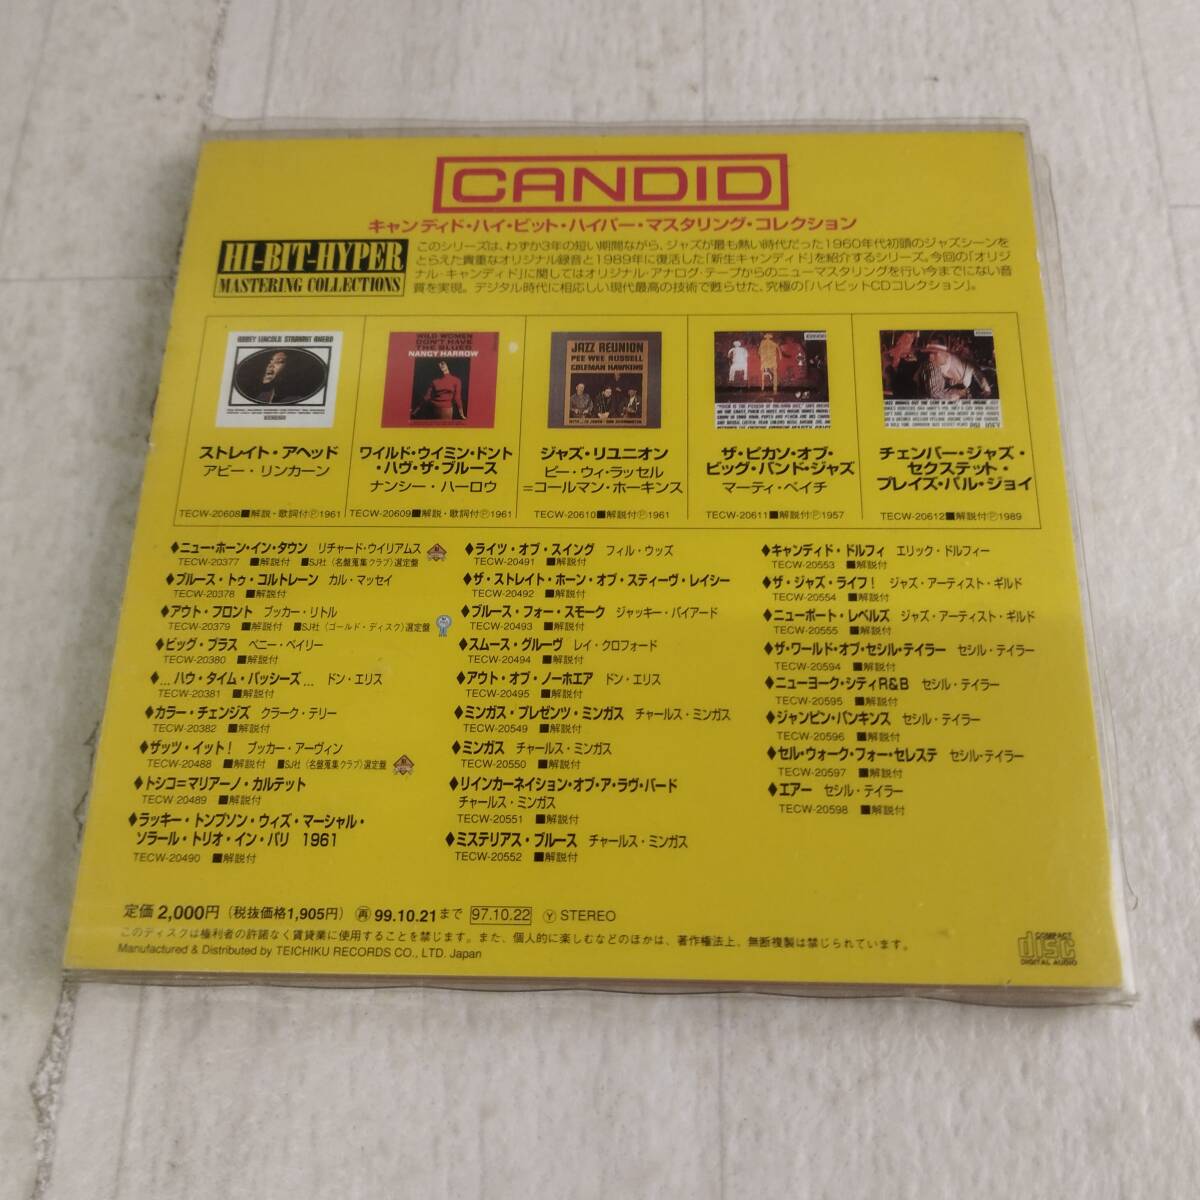 CANDID
キャンディド・ハイ・ビット・ハイパー・マスタリング・コレクション
HI-BIT-HYPER
MASTERING COLLECTIONS
このシリーズは、わずか3年の短い期間ながら、ジャズが最も熱い時代だった1960年代初頭のジャズシーンを
とらえた貴重なオリジナル録音と1989年に復活した「新生キャンディド」を紹介するシリーズ。今回の「オリジ
ナル・キャンディド」に関してはオリジナル・アナログ・テープからのニューマスタリングを行い今までにない音
質を実現。デジタル時代に相応しい現代最高の技術で甦らせた、究極の「ハイビットCDコレクション」。
ABBEY LINCOLN STRAIGHT AHEAD
WILD WOMEN
DON'T HAVE
THE BLUES
NANCY HARROW
JAZZ REUNION
PEE WEE RUSSELL
COLEMAN HAWKINS
ストレイト・アヘッド
アビー・リンカーン
TECW-20608■解説・歌詞付Ⓟ1961
ワイルド・ウイミン・ドント
・ハヴ・ザ・ブルース
ナンシー・ハーロウ
TECW-20609■解説・歌詞付Ⓟ1961
ジャズ・リユニオン
ピー・ウィ・ラッセル
=コールマン・ホーキンス
TECW-20610■解説付Ⓟ1961
ザ・ピカソ・オブ・
ビッグ・バンド・ジャズ
マーティ・ペイチ
TECW-20611■解説付Ⓟ1957
チェンバー・ジャズ・
セクステット・
プレイズ・パル・ジョイ
TECW-20612■解説付Ⓟ1989
♦ニュー・ホーン・イン・タウン リチャード・ウイリアムス
TECW-20377 ■解説付 ■SJ社〈名盤蒐集クラブ〉選定盤
♦ブルース・トゥ・コルトレーン カル・マッセイ
TECW-20378 ■解説付
♦アウト・フロント ブッカー・リトル
TECW-20379 ■解説付 ■SJ社〈ゴールド・ディスク〉選定盤
♦ビッグ・ブラス ベニー・ベイリー
TECW-20380 ■解説付
♦…ハウ・タイム・パッシーズ… ドン・エリス
TECW-20381 ■解説付
♦カラー・チェンジズ クラーク・テリー
TECW-20382 ■解説付
♦ザッツ・イット! ブッカー・アーヴィン
TECW-20488 ■解説付 ■SJ社〈名盤蒐集クラブ〉選定盤
♦トシコ=マリアーノ・カルテット
TECW-20489 ■解説付
♦ラッキー・トンプソン・ウィズ・マーシャル・
ソラール・トリオ・イン・パリ 1961
TECW-20490 ■解説付
♦ライツ・オブ・スイング フィル・ウッズ
TECW-20491 ■解説付
♦ザ・ストレイト・ホーン・オブ・スティーヴ・レイシー
TECW-20492 ■解説付
♦ブルース・フォー・スモーク ジャッキー・バイアード
TECW-20493 ■解説付
♦スムース・グルーヴ レイ・クロフォード
TECW-20494 ■解説付
♦アウト・オブ・ノーホエア ドン・エリス
TECW-20495 ■解説付
♦ミンガス・プレゼンツ・ミンガス チャールス・ミンガス
TECW-20549 ■解説付
♦ミンガス チャールス・ミンガス
TECW-20550 ■解説付
♦リインカーネイション・オブ・ア・ラヴ・バード
チャールス・ミンガス
TECW-20551 ■解説付
♦ミステリアス・ブルース チャールス・ミンガス
TECW-20552 ■解説付
♦キャンディド・ドルフィ エリック・ドルフィー
TECW-20553 ■解説付
♦ザ・ジャズ・ライフ! ジャズ・アーティスト・ギルド
TECW-20554 ■解説付
♦ニューポート・レベルズ ジャズ・アーティスト・ギルド
TECW-20555 ■解説付
♦ザ・ワールド・オブ・セシル・テイラー セシル・テイラー
TECW-20594 ■解説付
♦ニューヨーク・シティR&B セシル・テイラー
TECW-20595 ■解説付
♦ジャンピン・パンキンス セシル・テイラー
TECW-20596 ■解説付
♦セル・ウォーク・フォー・セレステ セシル・テイラー
TECW-20597 ■解説付
♦エアー セシル・テイラー
TECW-20598 ■解説付
定価2,000円(税抜価格1,905円) 再 99.10.21まで 97.10.22 Ⓨ STEREO
このディスクは権利者の許諾なく賃貸業に使用することを禁じます。また、個人的に楽しむなどのほかは、著作権法上、無断複製は禁じられています。
Manufactured & Distributed by TEICHIKU RECORDS CO., LTD. Japan
COMPACT
disc
DIGITAL AUDIO